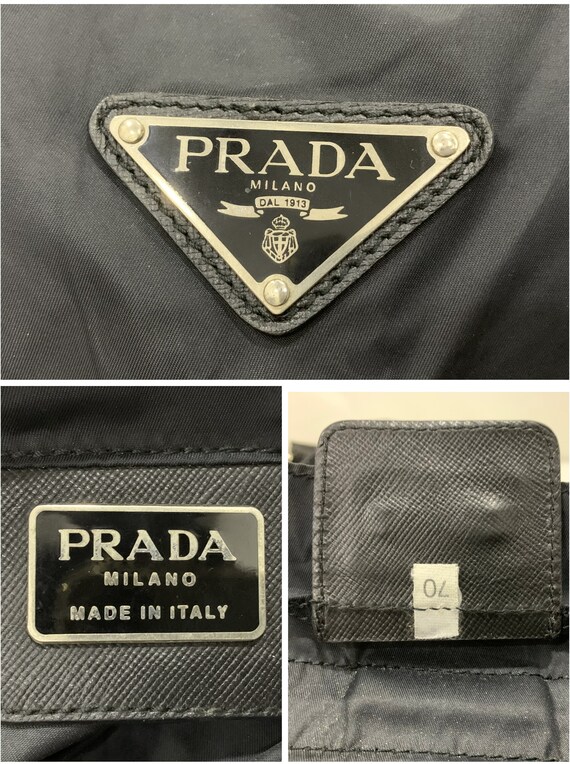 PRADA
MILANO
DAL 1913
PRADA
MILANO
MADE IN ITALY
70